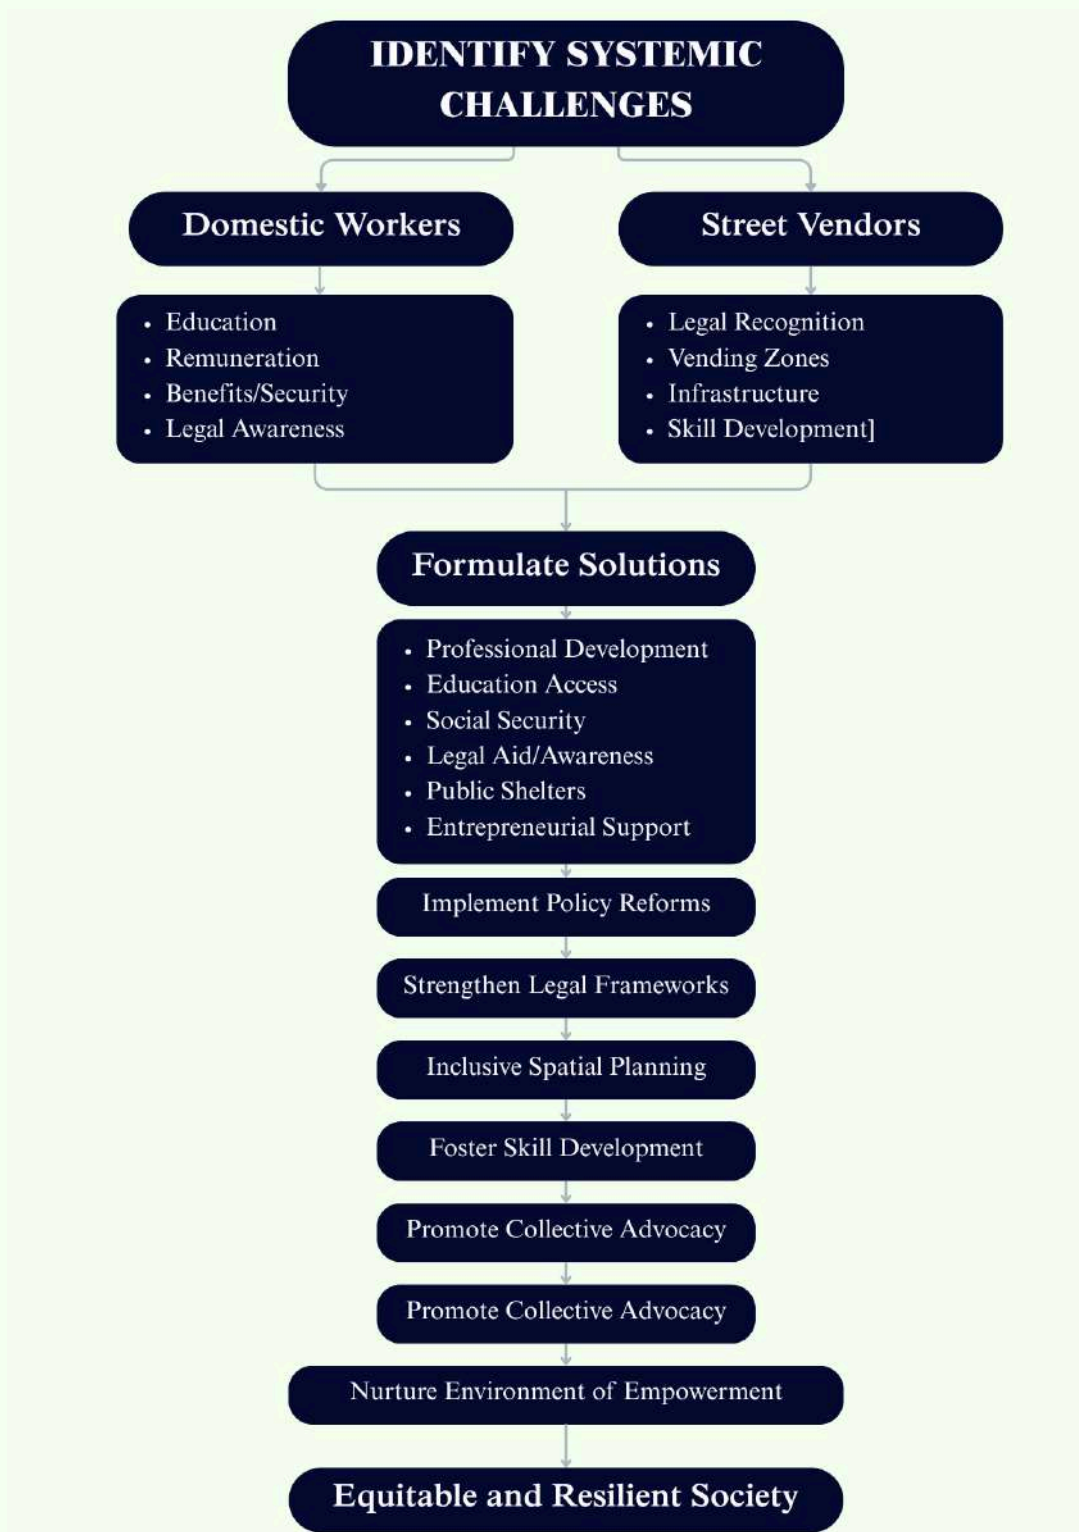 IDENTIFY SYSTEMIC
CHALLENGES
Domestic Workers
Street Vendors
• Education
• Remuneration
• Benefits/Security
• Legal Awareness
• Legal Recognition
• Vending Zones
• Infrastructure
• Skill Development]
Formulate Solutions
• Professional Development
• Education Access
• Social Security
• Legal Aid/Awareness
• Public Shelters
• Entrepreneurial Support
Implement Policy Reforms
Strengthen Legal Frameworks
Inclusive Spatial Planning
Foster Skill Development
Promote Collective Advocacy
Promote Collective Advocacy
Nurture Environment of Empowerment
Equitable and Resilient Society